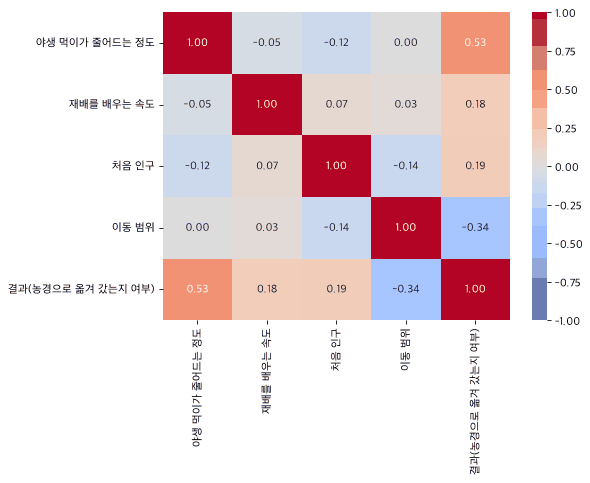 야생 먹이가 줄어드는 정도 1.00 -0.05 -0.12 0.00 0.53
재배를 배우는 속도 -0.05 1.00 0.07 0.03 0.18
처음 인구 -0.12 0.07 1.00 -0.14 0.19
이동 범위 0.00 0.03 -0.14 1.00 -0.34
결과(농경으로 옮겨 갔는지 여부) 0.53 0.18 0.19 -0.34 1.00
야생 먹이가 줄어드는 정도
재배를 배우는 속도
처음 인구
이동 범위
결과(농경으로 옮겨 갔는지 여부)
1.00
0.75
0.50
0.25
0.00
-0.25
-0.50
-0.75
-1.00